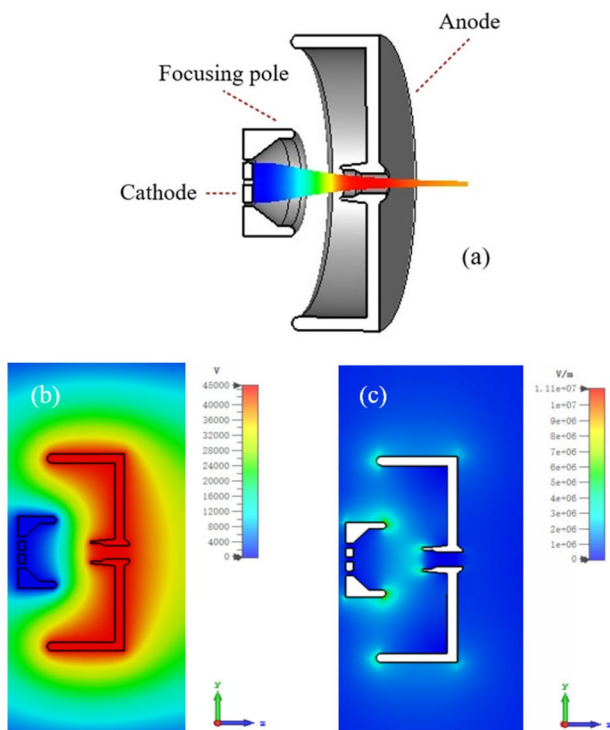 Anode
Focusing pole
Cathode
(a)
(b)
V
45000
40000
36000
32000
28000
24000
20000
16000
12000
8000
4000
0
y
z
(c)
V/m
1.11e+07
1e+07
9e+06
8e+06
7e+06
6e+06
5e+06
4e+06
3e+06
2e+06
1e+06
0
y
z